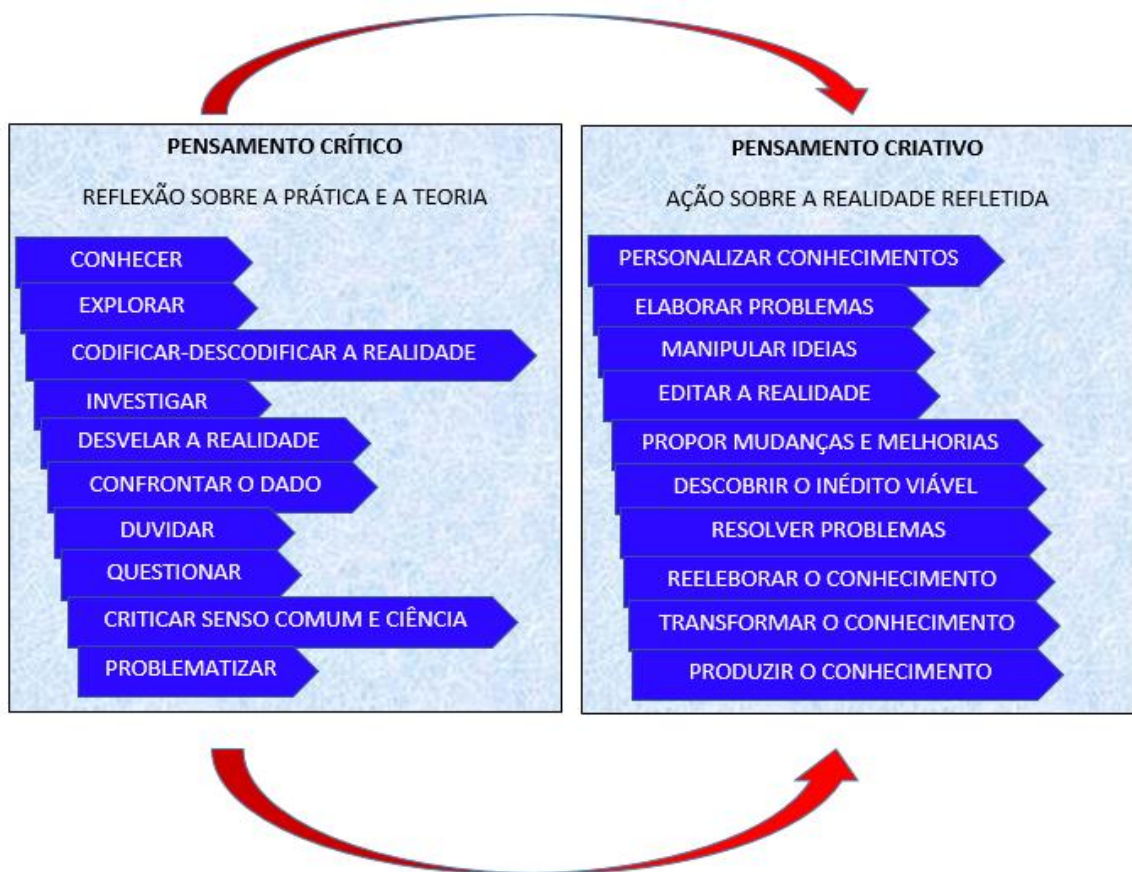 PENSAMENTO CRÍTICO
REFLEXÃO SOBRE A PRÁTICA E A TEORIA
CONHECER
EXPLORAR
CODIFICAR-DESCODIFICAR A REALIDADE
INVESTIGAR
DESVELAR A REALIDADE
CONFRONTAR O DADO
DUVIDAR
QUESTIONAR
CRITICAR SENSO COMUM E CIÊNCIA
PROBLEMATIZAR
PENSAMENTO CRIATIVO
AÇÃO SOBRE A REALIDADE REFLETIDA
PERSONALIZAR CONHECIMENTOS
ELABORAR PROBLEMAS
MANIPULAR IDEIAS
EDITAR A REALIDADE
PROPOR MUDANÇAS E MELHORIAS
DESCOBRIR O INÉDITO VIÁVEL
RESOLVER PROBLEMAS
REELEBORAR O CONHECIMENTO
TRANSFORMAR O CONHECIMENTO
PRODUZIR O CONHECIMENTO